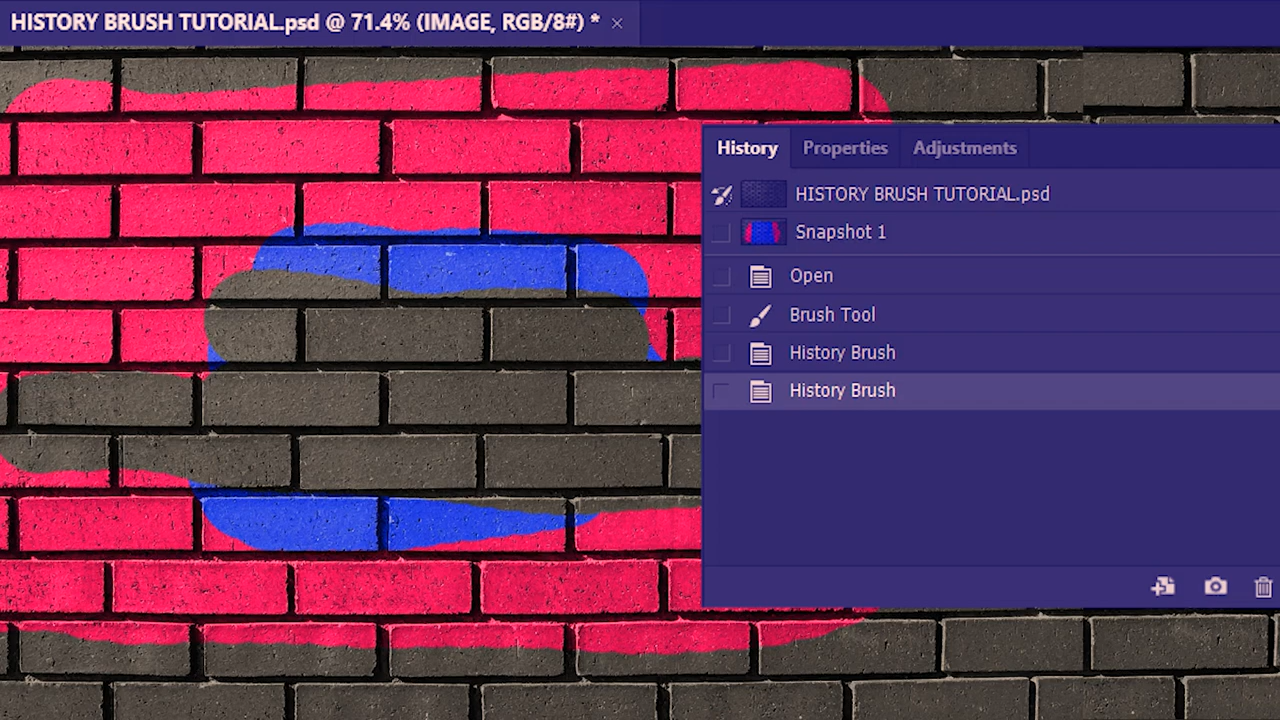 HISTORY BRUSH TUTORIAL.psd @ 71.4% (IMAGE, RGB/8#) * ×
History Properties Adjustments
HISTORY BRUSH TUTORIAL.psd
Snapshot 1
Open
Brush Tool
History Brush
History Brush